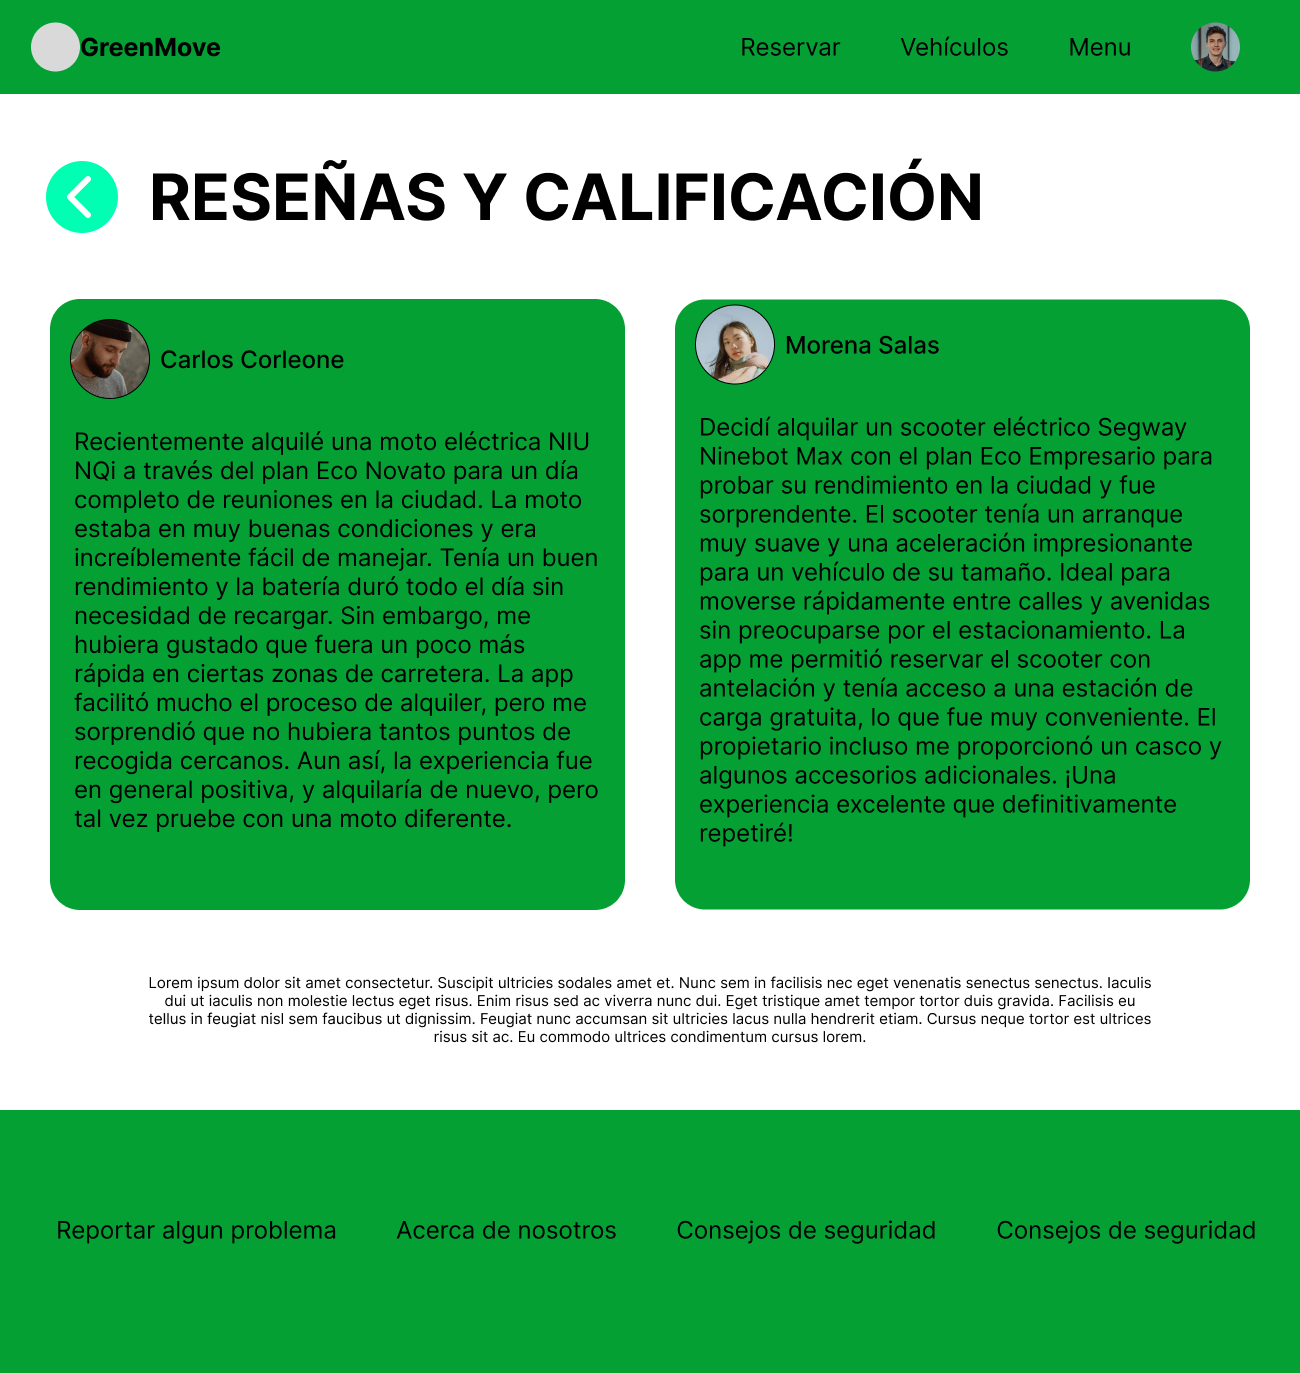 GreenMove
Reservar
Vehículos
Menu
RESEÑAS Y CALIFICACIÓN
Carlos Corleone
Recientemente alquilé una moto eléctrica NIU
NQi a través del plan Eco Novato para un día
completo de reuniones en la ciudad. La moto
estaba en muy buenas condiciones y era
increíblemente fácil de manejar. Tenía un buen
rendimiento y la batería duró todo el día sin
necesidad de recargar. Sin embargo, me
hubiera gustado que fuera un poco más
rápida en ciertas zonas de carretera. La app
facilitó mucho el proceso de alquiler, pero me
sorprendió que no hubiera tantos puntos de
recogida cercanos. Aun así, la experiencia fue
en general positiva, y alquilaría de nuevo, pero
tal vez pruebe con una moto diferente.
Morena Salas
Decidí alquilar un scooter eléctrico Segway
Ninebot Max con el plan Eco Empresario para
probar su rendimiento en la ciudad y fue
sorprendente. El scooter tenía un arranque
muy suave y una aceleración impresionante
para un vehículo de su tamaño. Ideal para
moverse rápidamente entre calles y avenidas
sin preocuparse por el estacionamiento. La
app me permitió reservar el scooter con
antelación y tenía acceso a una estación de
carga gratuita, lo que fue muy conveniente. El
propietario incluso me proporcionó un casco y
algunos accesorios adicionales. ¡Una
experiencia excelente que definitivamente
repetiré!
Lorem ipsum dolor sit amet consectetur. Suscipit ultricies sodales amet et. Nunc sem in facilisis nec eget venenatis senectus senectus. Iaculis
dui ut iaculis non molestie lectus eget risus. Enim risus sed ac viverra nunc dui. Eget tristique amet tempor tortor duis gravida. Facilisis eu
tellus in feugiat nisl sem faucibus ut dignissim. Feugiat nunc accumsan sit ultricies lacus nulla hendrerit etiam. Cursus neque tortor est ultrices
risus sit ac. Eu commodo ultrices condimentum cursus lorem.
Reportar algun problema
Acerca de nosotros
Consejos de seguridad
Consejos de seguridad